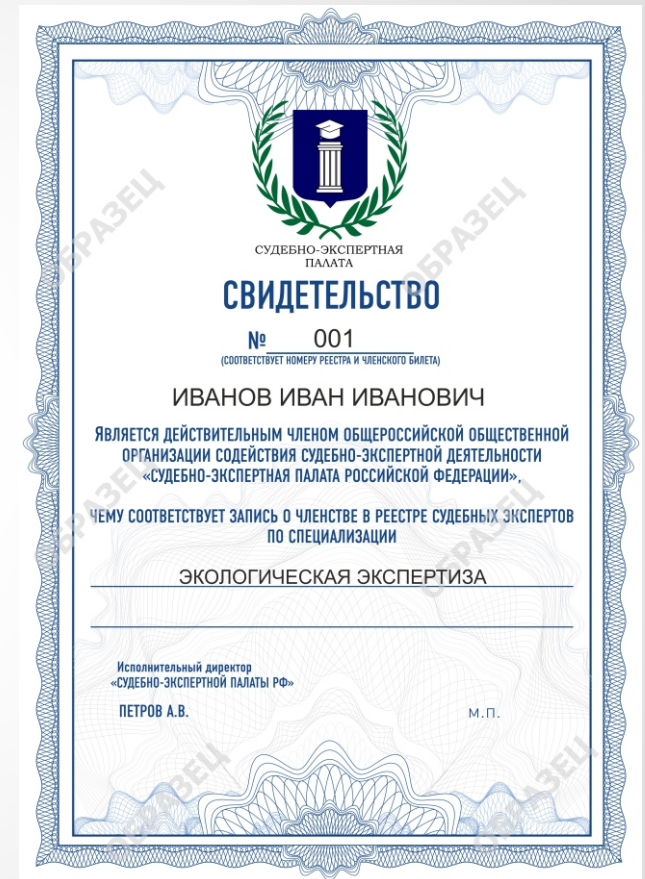 СУДЕБНО-ЭКСПЕРТНАЯ
ПАЛАТА
СВИДЕТЕЛЬСТВО
№ 001
(СООТВЕТСТВУЕТ НОМЕРУ РЕЕСТРА И ЧЛЕНСКОГО БИЛЕТА)
ИВАНОВ ИВАН ИВАНОВИЧ
ЯВЛЯЕТСЯ ДЕЙСТВИТЕЛЬНЫМ ЧЛЕНОМ ОБЩЕРОССИЙСКОЙ ОБЩЕСТВЕННОЙ
ОРГАНИЗАЦИИ СОДЕЙСТВИЯ СУДЕБНО-ЭКСПЕРТНОЙ ДЕЯТЕЛЬНОСТИ
«СУДЕБНО-ЭКСПЕРТНАЯ ПАЛАТА РОССИЙСКОЙ ФЕДЕРАЦИИ»,
ЧЕМУ СООТВЕТСТВУЕТ ЗАПИСЬ О ЧЛЕНСТВЕ В РЕЕСТРЕ СУДЕБНЫХ ЭКСПЕРТОВ
ПО СПЕЦИАЛИЗАЦИИ
ЭКОЛОГИЧЕСКАЯ ЭКСПЕРТИЗА
Исполнительный директор
«СУДЕБНО-ЭКСПЕРТНОЙ ПАЛАТЫ РФ»
ПЕТРОВ А.В.
М.П.
ОБРАЗЕЦ
ОБРАЗЕЦ
ОБРАЗЕЦ
ОБРАЗЕЦ
ОБРАЗЕЦ
ОБРАЗЕЦ